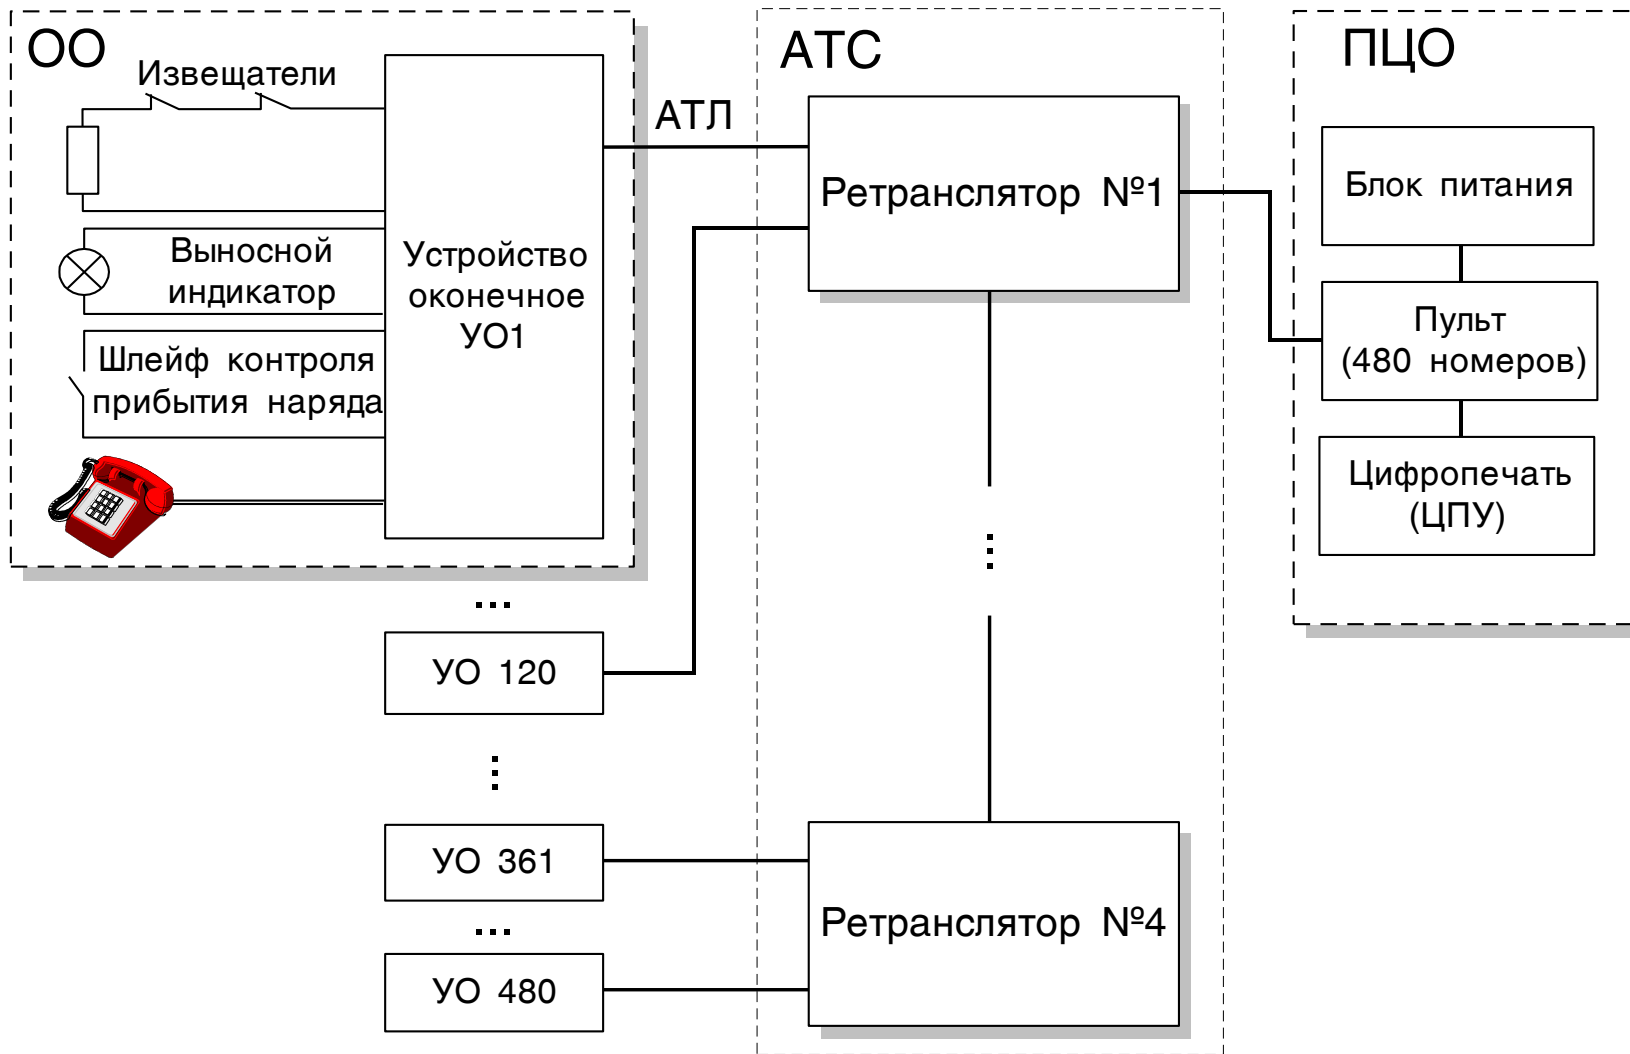 ОО
Извещатели
Выносной
индикатор
Шлейф контроля
прибытия наряда
Устройство
оконечное
УО1
АТЛ
...
УО 120
...
УО 361
...
УО 480
АТС
Ретранслятор №1
...
Ретранслятор №4
ПЦО
Блок питания
Пульт
(480 номеров)
Цифропечать
(ЦПУ)